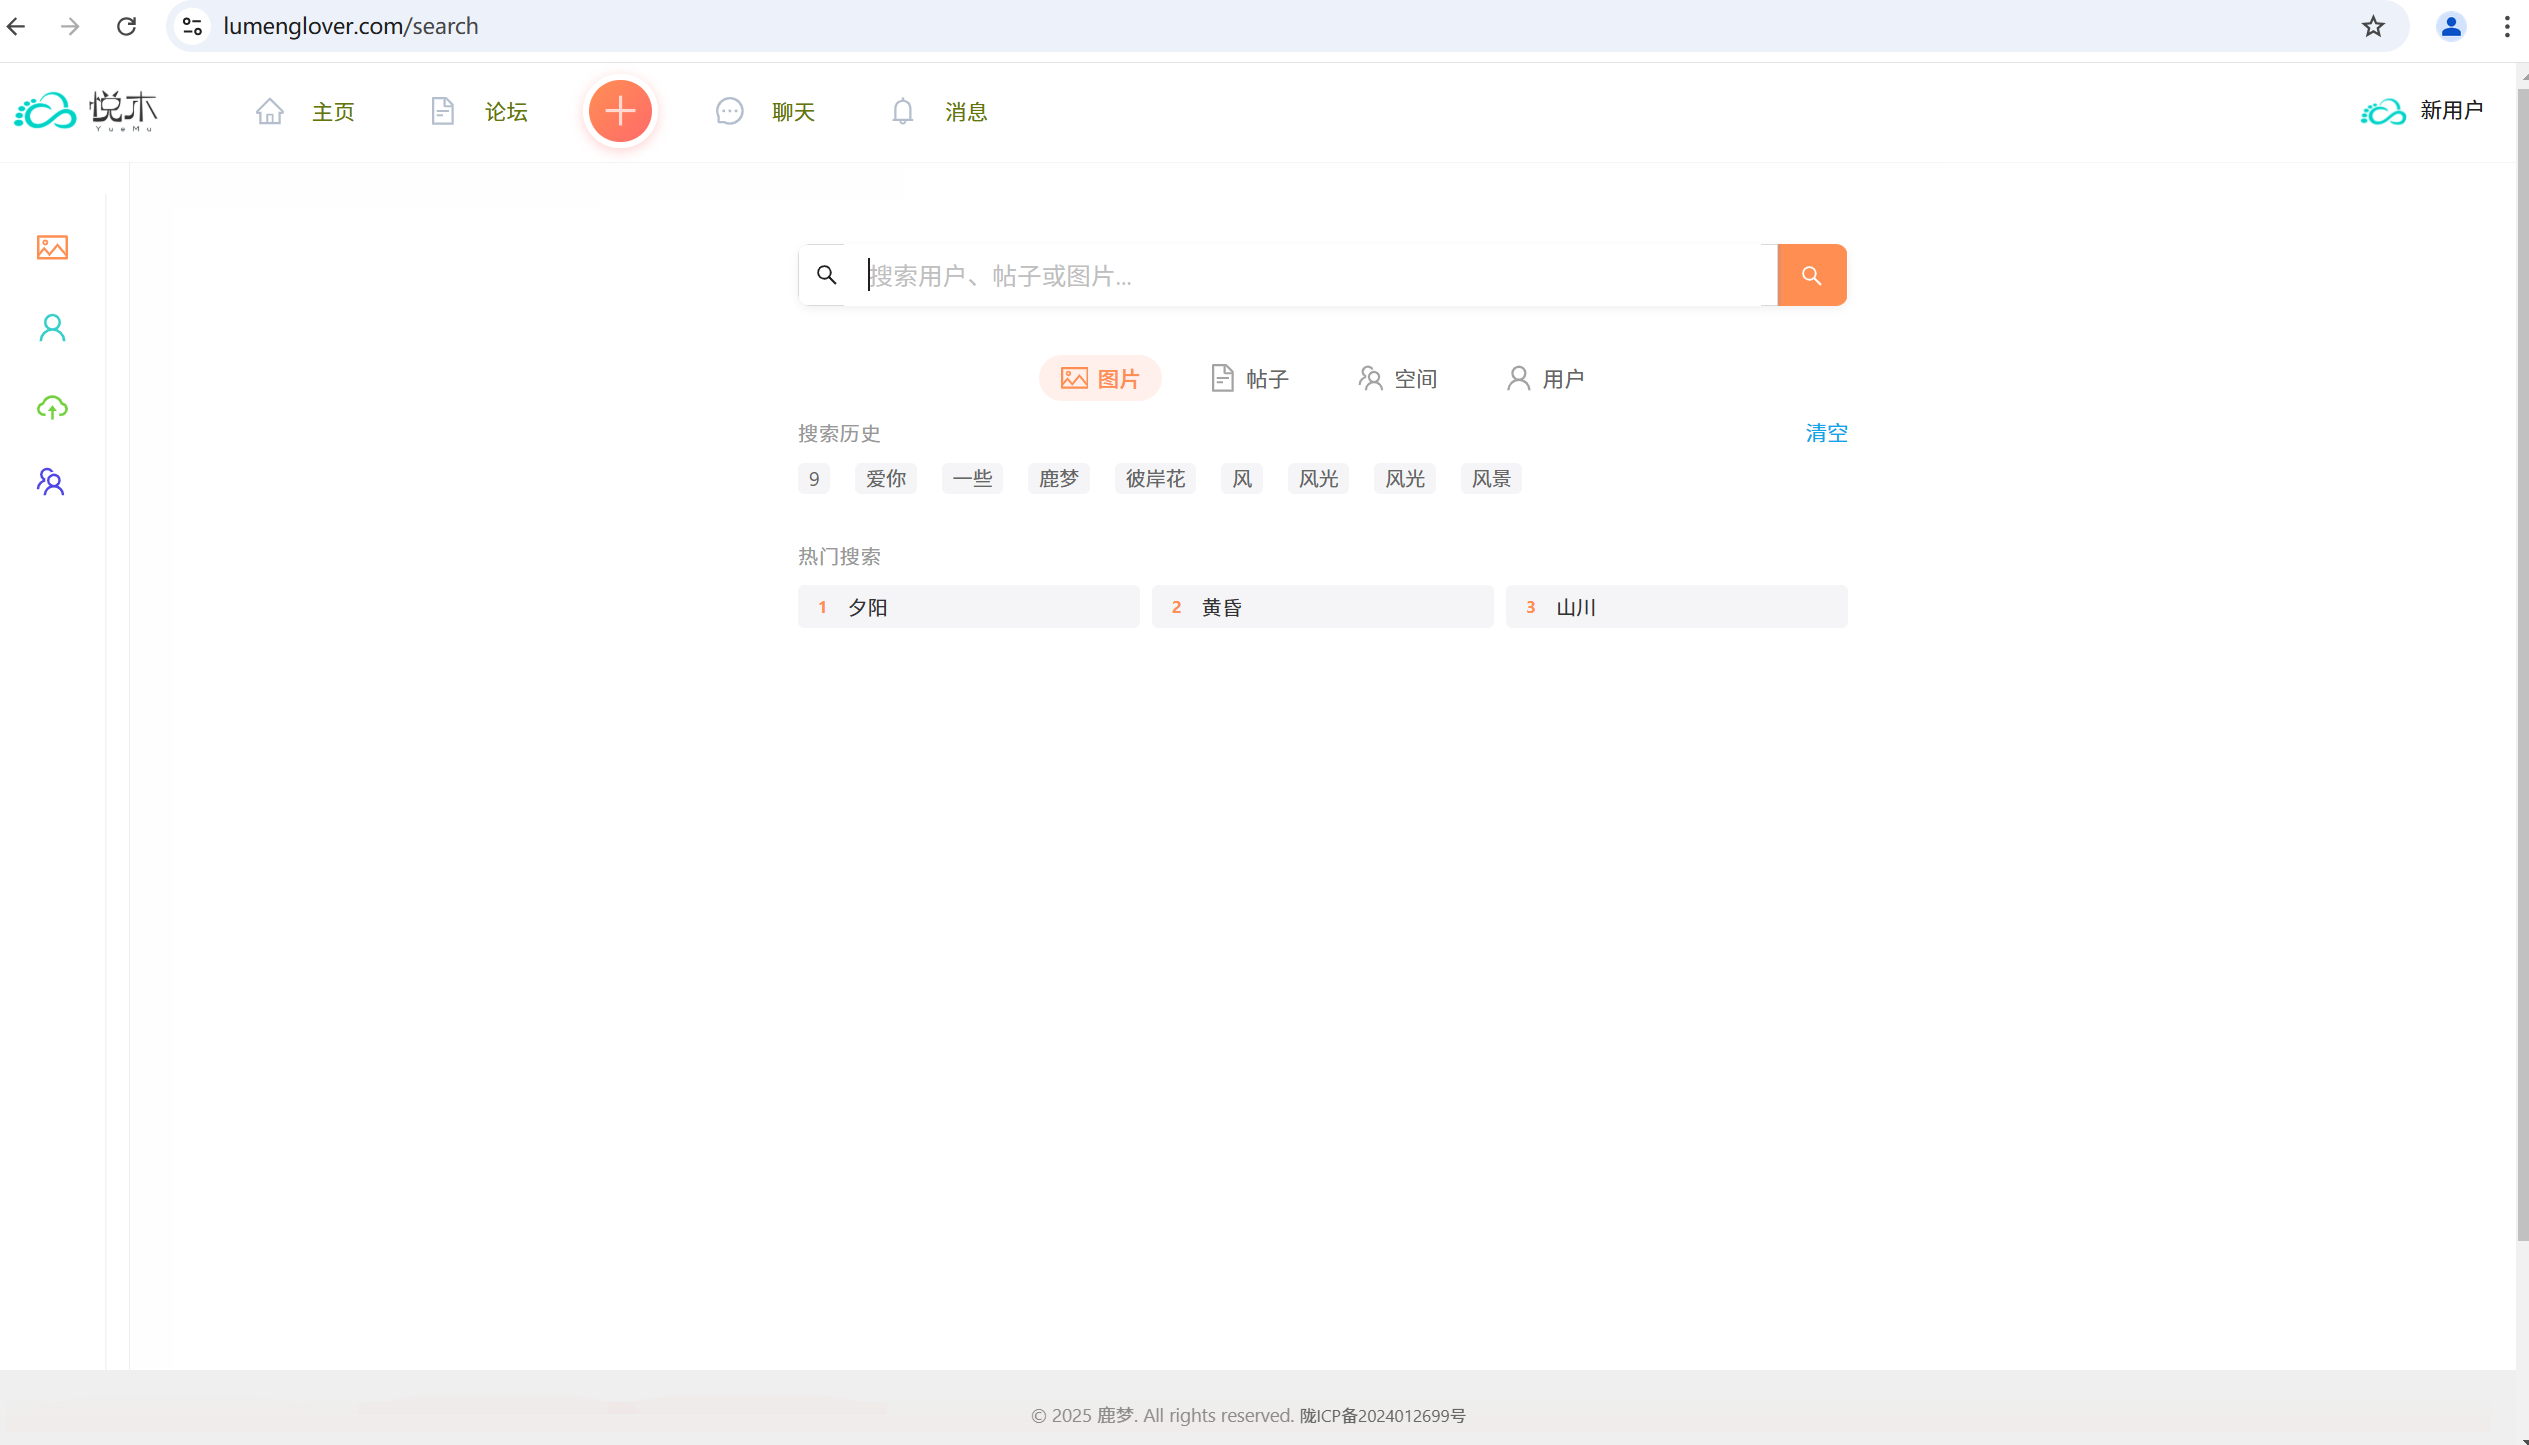 lumenglover.com/search
悦木
YueMu
主页
论坛
聊天
消息
新用户
搜索用户、帖子或图片...
图片
帖子
空间
用户
搜索历史
清空
9
爱你
一些
鹿梦
彼岸花
风
风光
风光
风景
热门搜索
1 夕阳
2 黄昏
3 山川
© 2025 鹿梦. All rights reserved. 陇ICP备2024012699号